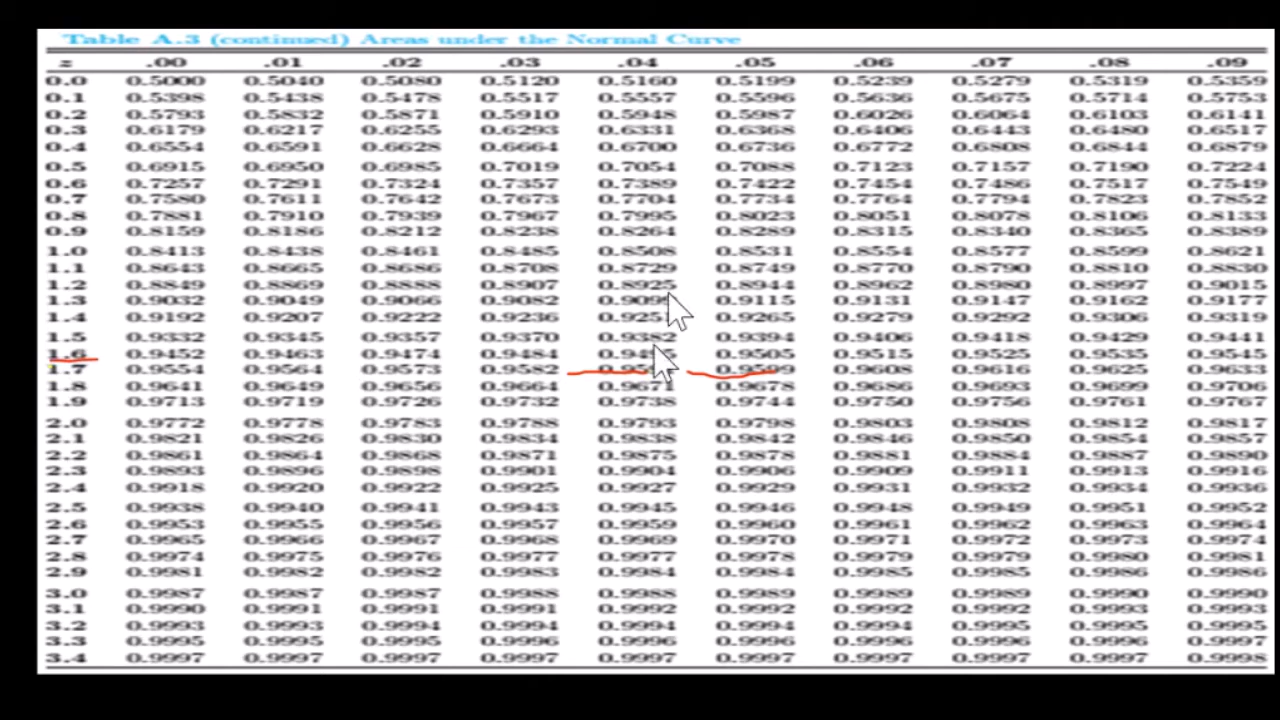 Table A.3 (continued) Areas under the Normal Curve
z .00 .01 .02 .03 .04 .05 .06 .07 .08 .09
0.0 0.5000 0.5040 0.5080 0.5120 0.5160 0.5199 0.5239 0.5279 0.5319 0.5359
0.1 0.5398 0.5438 0.5478 0.5517 0.5557 0.5596 0.5636 0.5675 0.5714 0.5753
0.2 0.5793 0.5832 0.5871 0.5910 0.5948 0.5987 0.6026 0.6064 0.6103 0.6141
0.3 0.6179 0.6217 0.6255 0.6293 0.6331 0.6368 0.6406 0.6443 0.6480 0.6517
0.4 0.6554 0.6591 0.6628 0.6664 0.6700 0.6736 0.6772 0.6808 0.6844 0.6879
0.5 0.6915 0.6950 0.6985 0.7019 0.7054 0.7088 0.7123 0.7157 0.7190 0.7224
0.6 0.7257 0.7291 0.7324 0.7357 0.7389 0.7422 0.7454 0.7486 0.7517 0.7549
0.7 0.7580 0.7611 0.7642 0.7673 0.7704 0.7734 0.7764 0.7794 0.7823 0.7852
0.8 0.7881 0.7910 0.7939 0.7967 0.7995 0.8023 0.8051 0.8078 0.8106 0.8133
0.9 0.8159 0.8186 0.8212 0.8238 0.8264 0.8289 0.8315 0.8340 0.8365 0.8389
1.0 0.8413 0.8438 0.8461 0.8485 0.8508 0.8531 0.8554 0.8577 0.8599 0.8621
1.1 0.8643 0.8665 0.8686 0.8708 0.8729 0.8749 0.8770 0.8790 0.8810 0.8830
1.2 0.8849 0.8869 0.8888 0.8907 0.8925 0.8944 0.8962 0.8980 0.8997 0.9015
1.3 0.9032 0.9049 0.9066 0.9082 0.9099 0.9115 0.9131 0.9147 0.9162 0.9177
1.4 0.9192 0.9207 0.9222 0.9236 0.9251 0.9265 0.9279 0.9292 0.9306 0.9319
1.5 0.9332 0.9345 0.9357 0.9370 0.9382 0.9394 0.9406 0.9418 0.9429 0.9441
1.6 0.9452 0.9463 0.9474 0.9484 0.9505 0.9515 0.9525 0.9535 0.9545
1.7 0.9554 0.9564 0.9573 0.9582 0.9599 0.9608 0.9616 0.9625 0.9633
1.8 0.9641 0.9649 0.9656 0.9664 0.9671 0.9678 0.9686 0.9693 0.9699 0.9706
1.9 0.9713 0.9719 0.9726 0.9732 0.9738 0.9744 0.9750 0.9756 0.9761 0.9767
2.0 0.9772 0.9778 0.9783 0.9788 0.9793 0.9798 0.9803 0.9808 0.9812 0.9817
2.1 0.9821 0.9826 0.9830 0.9834 0.9838 0.9842 0.9846 0.9850 0.9854 0.9857
2.2 0.9861 0.9864 0.9868 0.9871 0.9875 0.9878 0.9881 0.9884 0.9887 0.9890
2.3 0.9893 0.9896 0.9898 0.9901 0.9904 0.9906 0.9909 0.9911 0.9913 0.9916
2.4 0.9918 0.9920 0.9922 0.9925 0.9927 0.9929 0.9931 0.9932 0.9934 0.9936
2.5 0.9938 0.9940 0.9941 0.9943 0.9945 0.9946 0.9948 0.9949 0.9951 0.9952
2.6 0.9953 0.9955 0.9956 0.9957 0.9959 0.9960 0.9961 0.9962 0.9963 0.9964
2.7 0.9965 0.9966 0.9967 0.9968 0.9969 0.9970 0.9971 0.9972 0.9973 0.9974
2.8 0.9974 0.9975 0.9976 0.9977 0.9977 0.9978 0.9979 0.9979 0.9980 0.9981
2.9 0.9981 0.9982 0.9982 0.9983 0.9984 0.9984 0.9985 0.9985 0.9986 0.9986
3.0 0.9987 0.9987 0.9987 0.9988 0.9988 0.9989 0.9989 0.9989 0.9990 0.9990
3.1 0.9990 0.9991 0.9991 0.9991 0.9992 0.9992 0.9992 0.9992 0.9993 0.9993
3.2 0.9993 0.9993 0.9994 0.9994 0.9994 0.9994 0.9994 0.9995 0.9995 0.9995
3.3 0.9995 0.9995 0.9995 0.9996 0.9996 0.9996 0.9996 0.9996 0.9996 0.9997
3.4 0.9997 0.9997 0.9997 0.9997 0.9997 0.9997 0.9997 0.9997 0.9997 0.9998